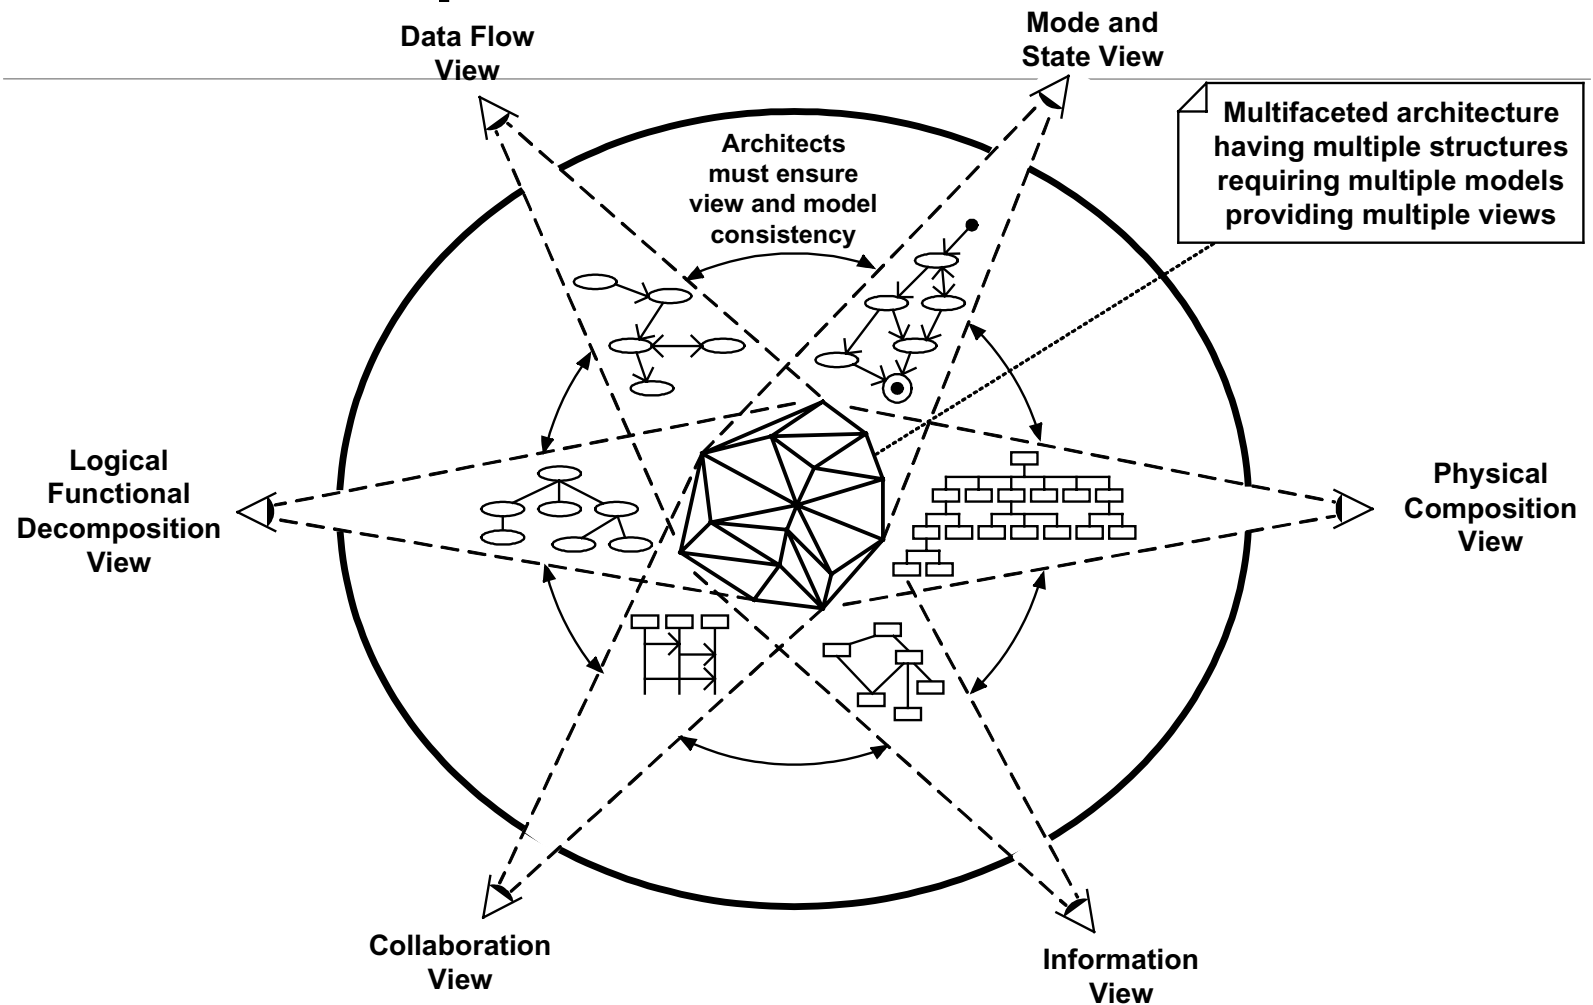 Data Flow
View
Mode and
State View
Multifaceted architecture
having multiple structures
requiring multiple models
providing multiple views
Architects
must ensure
view and model
consistency
Logical
Functional
Decomposition
View
Physical
Composition
View
Collaboration
View
Information
View